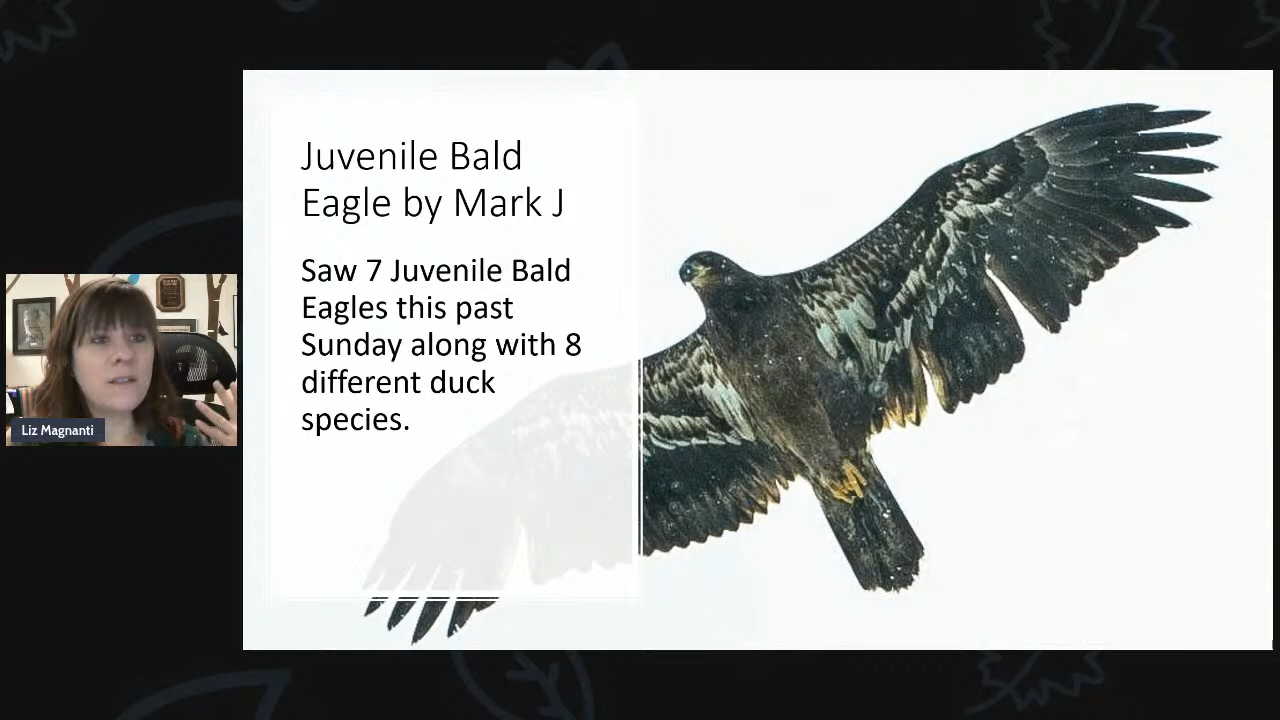 Juvenile Bald
Eagle by Mark J
Saw 7 Juvenile Bald
Eagles this past
Sunday along with 8
different duck
species.
Liz Magnanti